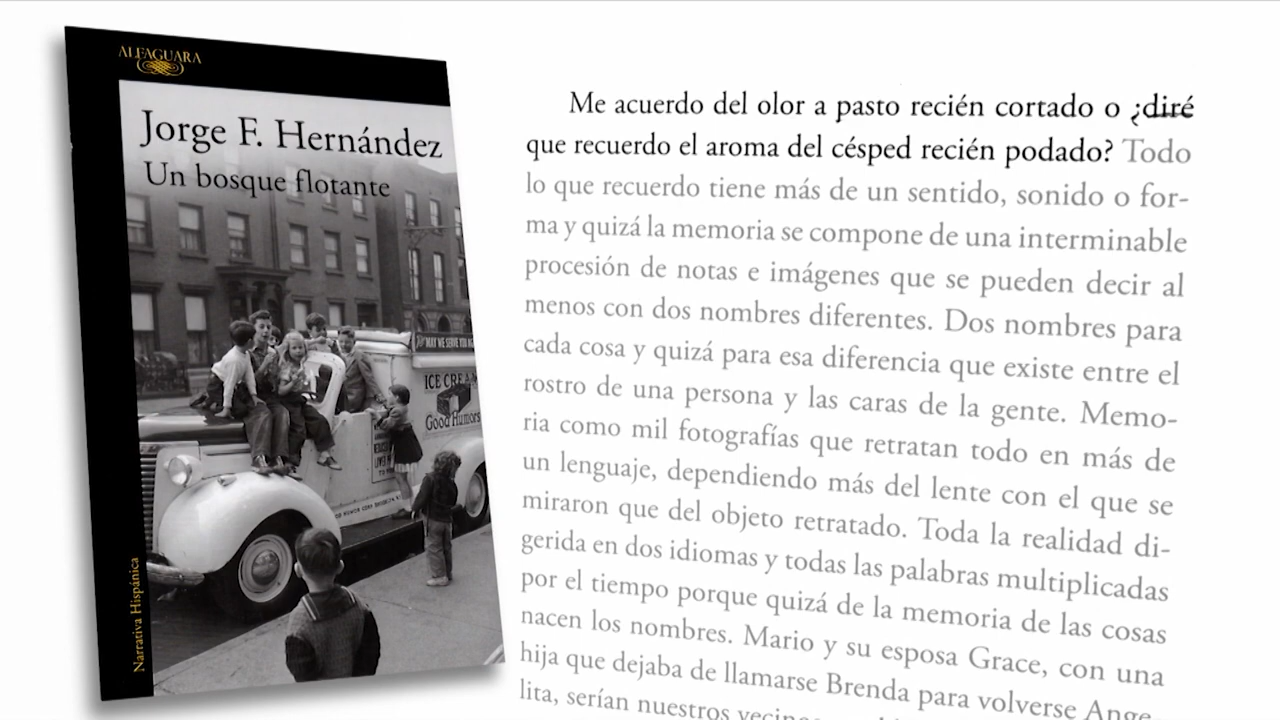 ALFAGUARA
Jorge F. Hernández
Un bosque flotante
MAY WE SERVE YOU
ICE CREAM
Good Humors
Narrativa Hispánica
Me acuerdo del olor a pasto recién cortado o ¿diré
que recuerdo el aroma del césped recién podado? Todo
lo que recuerdo tiene más de un sentido, sonido o for-
ma y quizá la memoria se compone de una interminable
procesión de notas e imágenes que se pueden decir al
menos con dos nombres diferentes. Dos nombres para
cada cosa y quizá para esa diferencia que existe entre el
rostro de una persona y las caras de la gente. Memo-
ria como mil fotografías que retratan todo en más de
un lenguaje, dependiendo más del lente con el que se
miraron que del objeto retratado. Toda la realidad di-
gerida en dos idiomas y todas las palabras multiplicadas
por el tiempo porque quizá de la memoria de las cosas
nacen los nombres. Mario y su esposa Grace, con una
hija que dejaba de llamarse Brenda para volverse Ange-
lita, serían nuestros vecinos